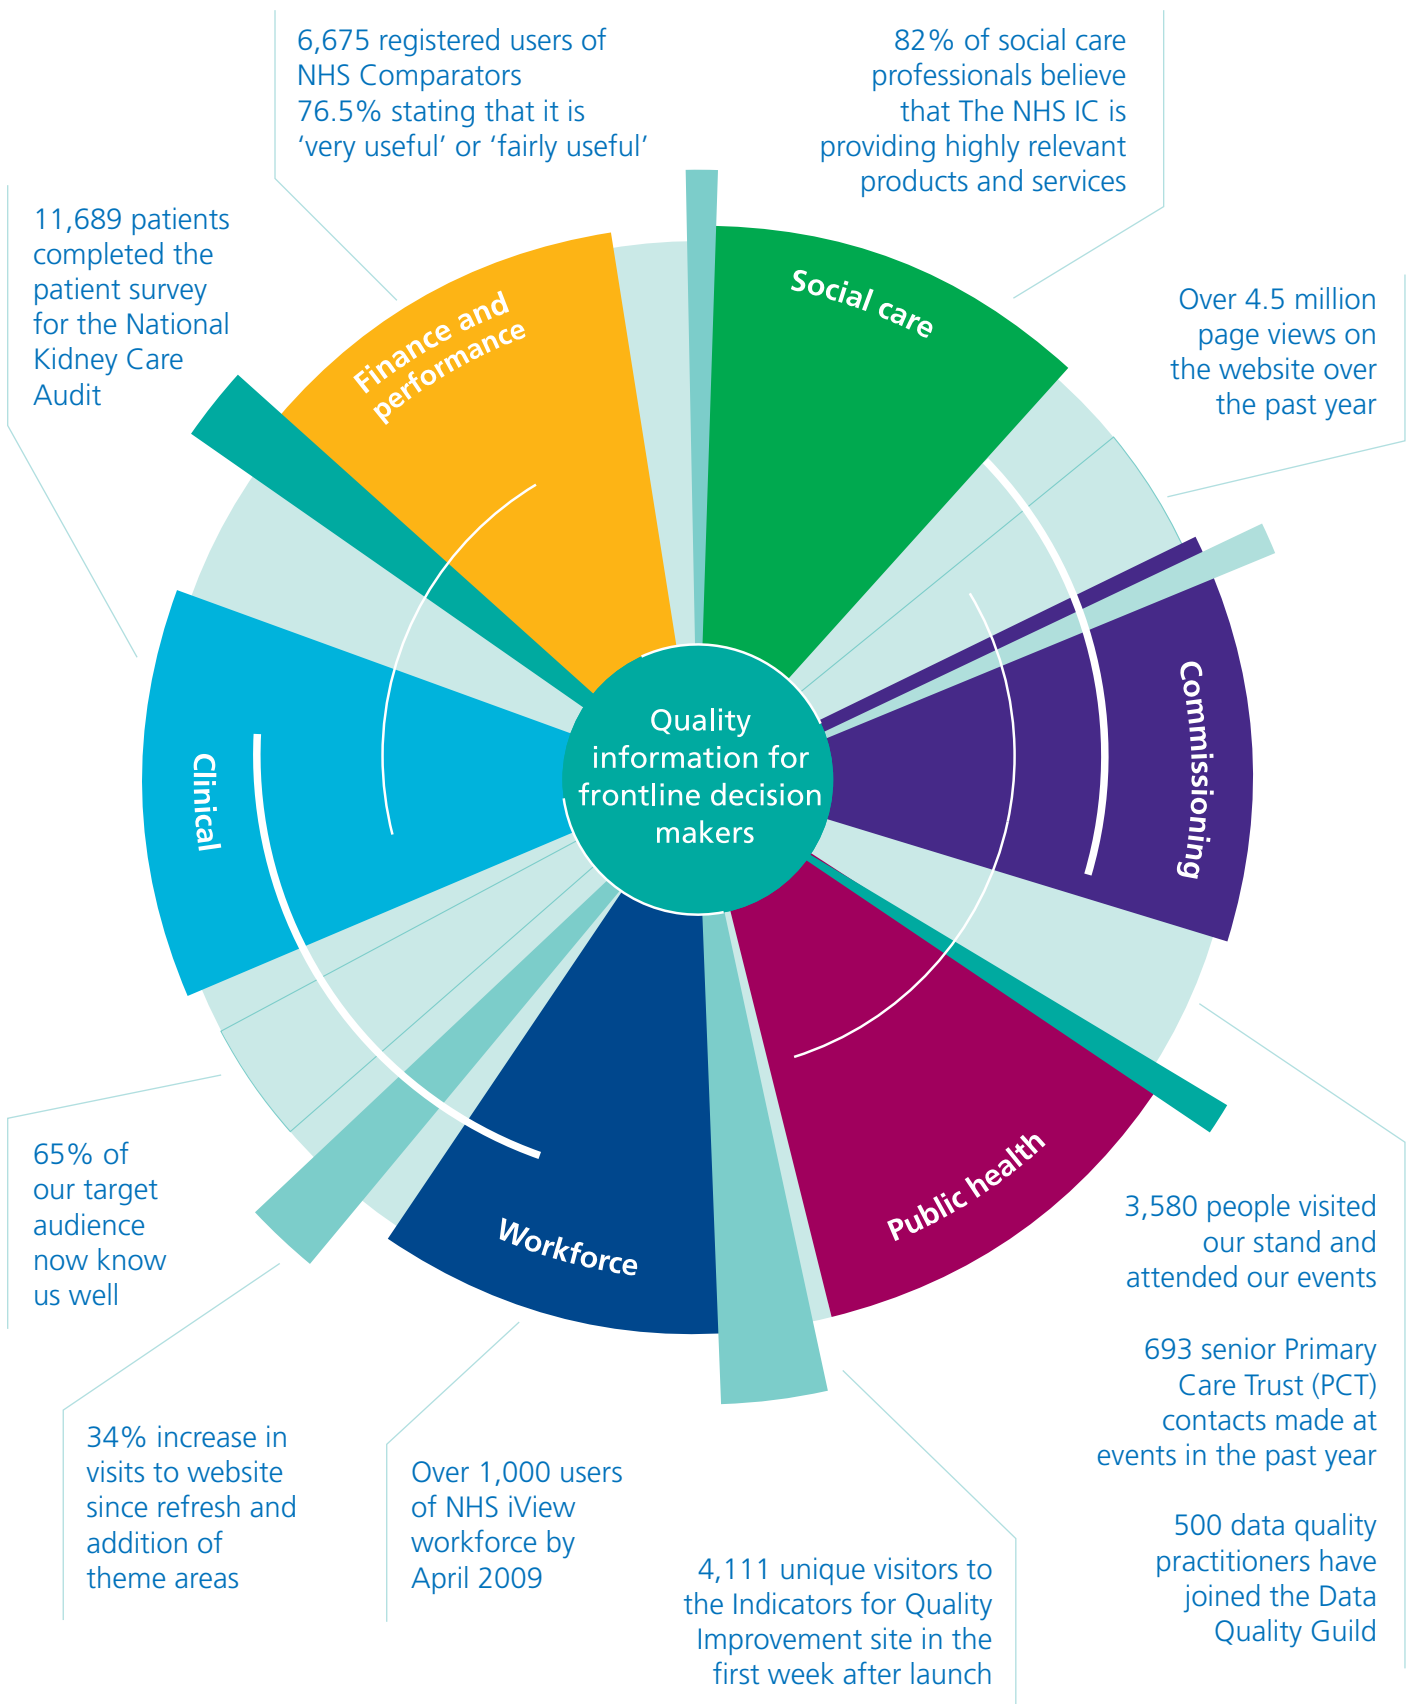 6,675 registered users of
NHS Comparators
76.5% stating that it is
‘very useful’ or ‘fairly useful’
82% of social care
professionals believe
that The NHS IC is
providing highly relevant
products and services
11,689 patients
completed the
patient survey
for the National
Kidney Care
Audit
Over 4.5 million
page views on
the website over
the past year
Finance and
performance
Social care
Commissioning
Clinical
Quality
information for
frontline decision
makers
Public health
Workforce
65% of
our target
audience
now know
us well
3,580 people visited
our stand and
attended our events
693 senior Primary
Care Trust (PCT)
contacts made at
events in the past year
500 data quality
practitioners have
joined the Data
Quality Guild
34% increase in
visits to website
since refresh and
addition of
theme areas
Over 1,000 users
of NHS iView
workforce by
April 2009
4,111 unique visitors to
the Indicators for Quality
Improvement site in the
first week after launch